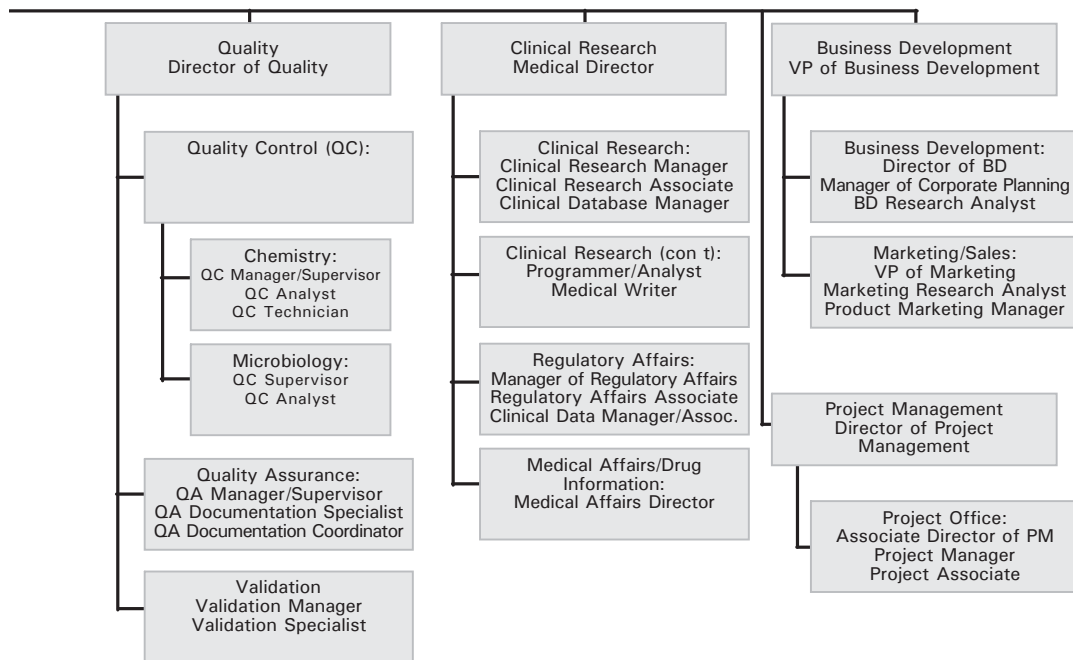 Quality
Director of Quality
Quality Control (QC):
Chemistry:
QC Manager/Supervisor
QC Analyst
QC Technician
Microbiology:
QC Supervisor
QC Analyst
Quality Assurance:
QA Manager/Supervisor
QA Documentation Specialist
QA Documentation Coordinator
Validation
Validation Manager
Validation Specialist
Clinical Research
Medical Director
Clinical Research:
Clinical Research Manager
Clinical Research Associate
Clinical Database Manager
Clinical Research (con t):
Programmer/Analyst
Medical Writer
Regulatory Affairs:
Manager of Regulatory Affairs
Regulatory Affairs Associate
Clinical Data Manager/Assoc.
Medical Affairs/Drug
Information:
Medical Affairs Director
Business Development
VP of Business Development
Business Development:
Director of BD
Manager of Corporate Planning
BD Research Analyst
Marketing/Sales:
VP of Marketing
Marketing Research Analyst
Product Marketing Manager
Project Management
Director of Project
Management
Project Office:
Associate Director of PM
Project Manager
Project Associate